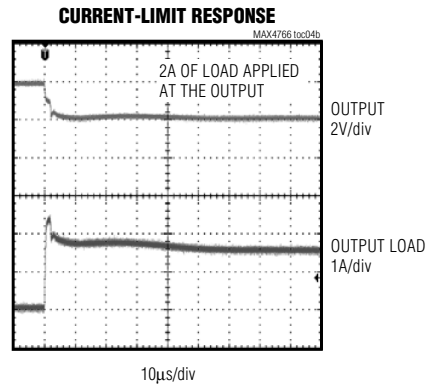 CURRENT-LIMIT RESPONSE
MAX4766 toc04b
2A OF LOAD APPLIED
AT THE OUTPUT
OUTPUT
2V/div
OUTPUT LOAD
1A/div
10µs/div